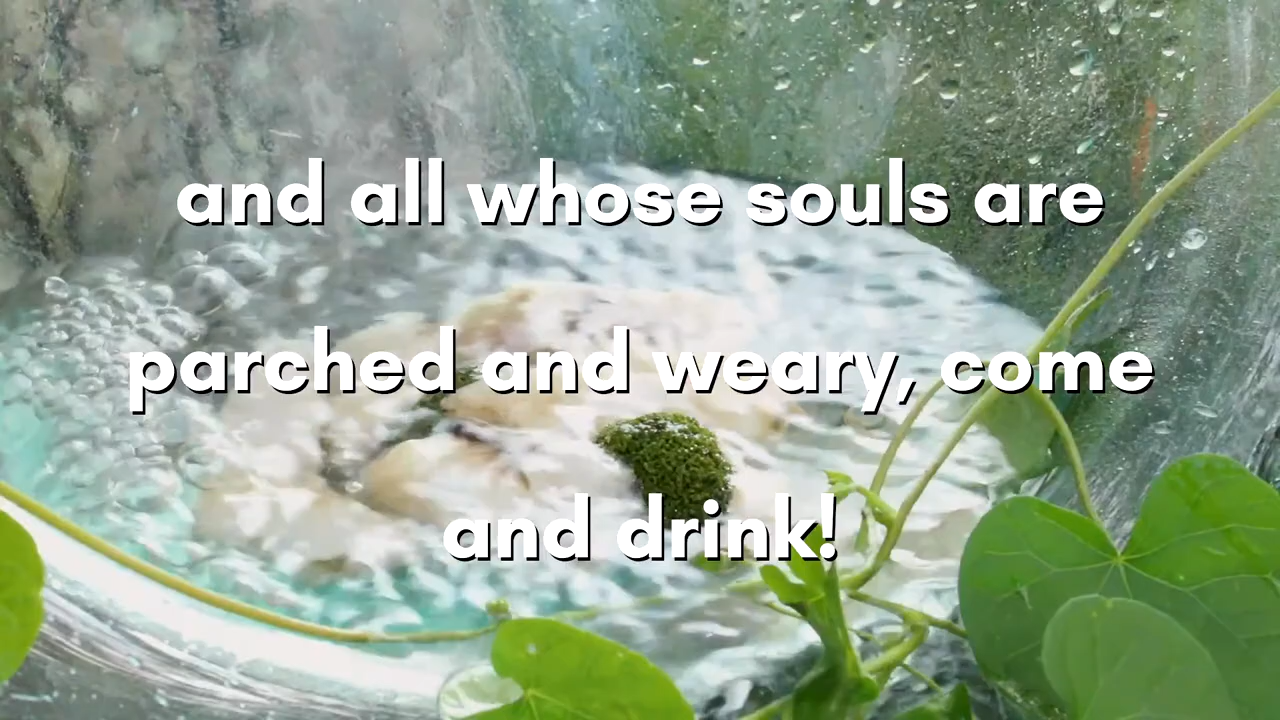 and all whose souls are
parched and weary, come
and drink!